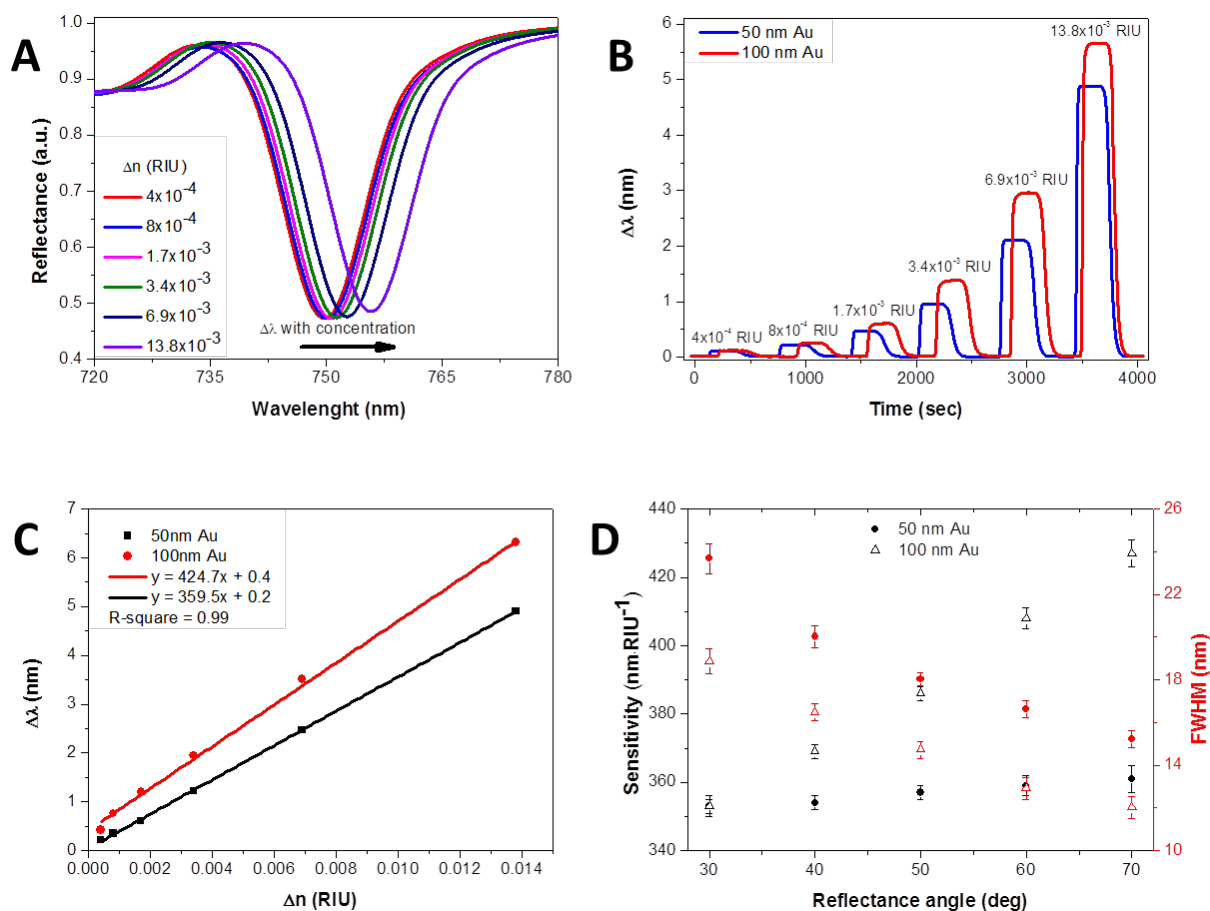 A
1.0
0.9
0.8
0.7
0.6
0.5
0.4
Reflectance (a.u.)
Δn (RIU)
4x10⁻⁴
8x10⁻⁴
1.7x10⁻³
3.4x10⁻³
6.9x10⁻³
13.8x10⁻³
Δλ with concentration
720 735 750 765 780
Wavelenght (nm)
B
6
5
4
3
2
1
0
Δλ (nm)
50 nm Au
100 nm Au
4x10⁻⁴ RIU
8x10⁻⁴ RIU
1.7x10⁻³ RIU
3.4x10⁻³ RIU
6.9x10⁻³ RIU
13.8x10⁻³ RIU
0 1000 2000 3000 4000
Time (sec)
C
7
6
5
4
3
2
1
0
Δλ (nm)
50nm Au
100nm Au
y = 424.7x + 0.4
y = 359.5x + 0.2
R-square = 0.99
0.000 0.002 0.004 0.006 0.008 0.010 0.012 0.014
Δn (RIU)
D
440
420
400
380
360
340
Sensitivity (nm·RIU⁻¹)
50 nm Au
100 nm Au
26
24
22
20
18
16
14
12
10
FWHM (nm)
30 40 50 60 70
Reflectance angle (deg)